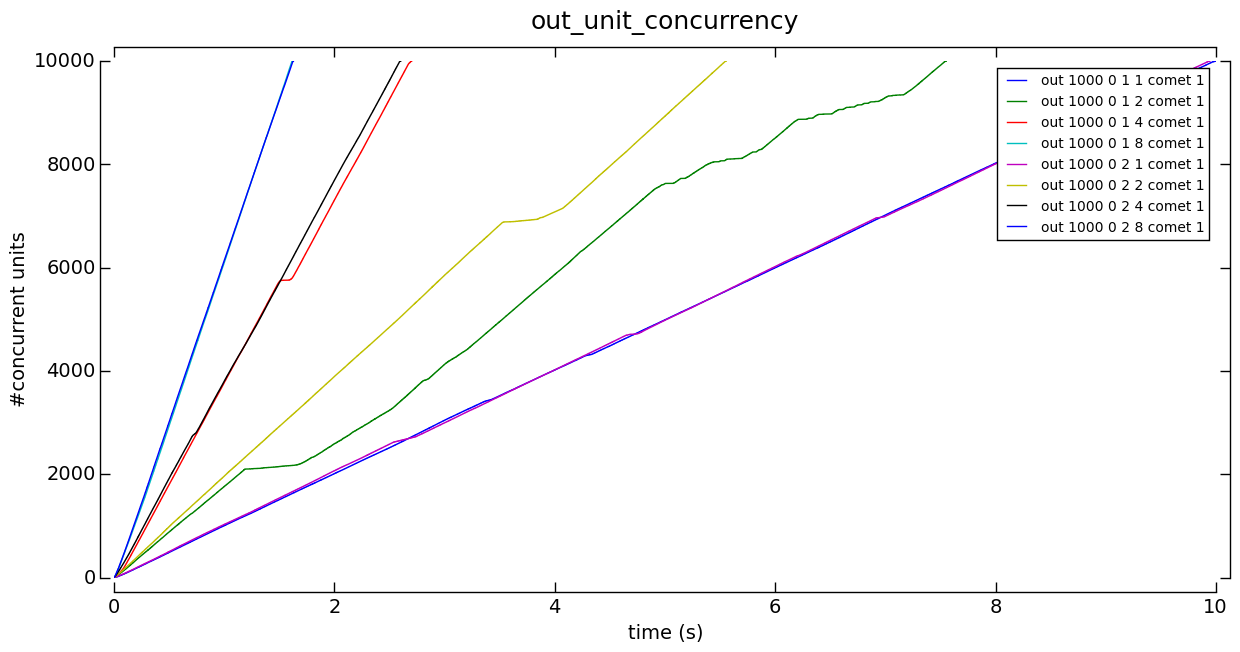 out_unit_concurrency
10000
8000
6000
4000
2000
0
#concurrent units
0 2 4 6 8 10
time (s)
out 1000 0 1 1 comet 1
out 1000 0 1 2 comet 1
out 1000 0 1 4 comet 1
out 1000 0 1 8 comet 1
out 1000 0 2 1 comet 1
out 1000 0 2 2 comet 1
out 1000 0 2 4 comet 1
out 1000 0 2 8 comet 1